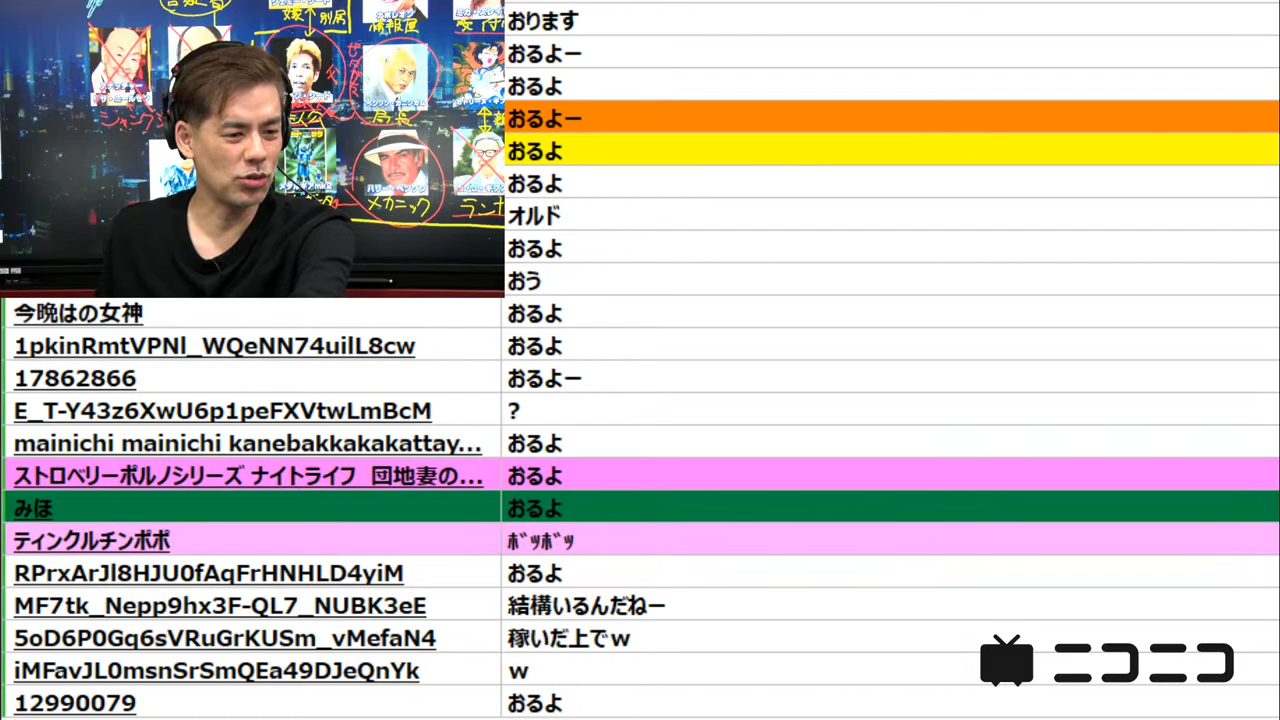 別居
情報屋
局長
メカニック
おります
おるよー
おるよ
おるよー
おるよ
おるよ
オルド
おるよ
おう
今晩はの女神 おるよ
1pkinRmtVPNl_WQeNN74uilL8cw おるよ
17862866 おるよー
E_T-Y43z6XwU6p1peFXVtwLmBcM ?
mainichi mainichi kanebakkakakattay... おるよ
ストロベリーポルノシリーズ ナイトライフ 団地妻の... おるよ
みほ おるよ
ティンクルチンポポ ﾎﾞｯﾎﾞｯ
RPrxArJl8HJU0fAqFrHNHLD4yiM おるよ
MF7tk_Nepp9hx3F-QL7_NUBK3eE 結構いるんだねー
5oD6P0Gq6sVRuGrKUSm_vMefaN4 稼いだ上でｗ
iMFavJL0msnSrSmQEa49DJeQnYk ｗ
12990079 おるよ
ニコニコ